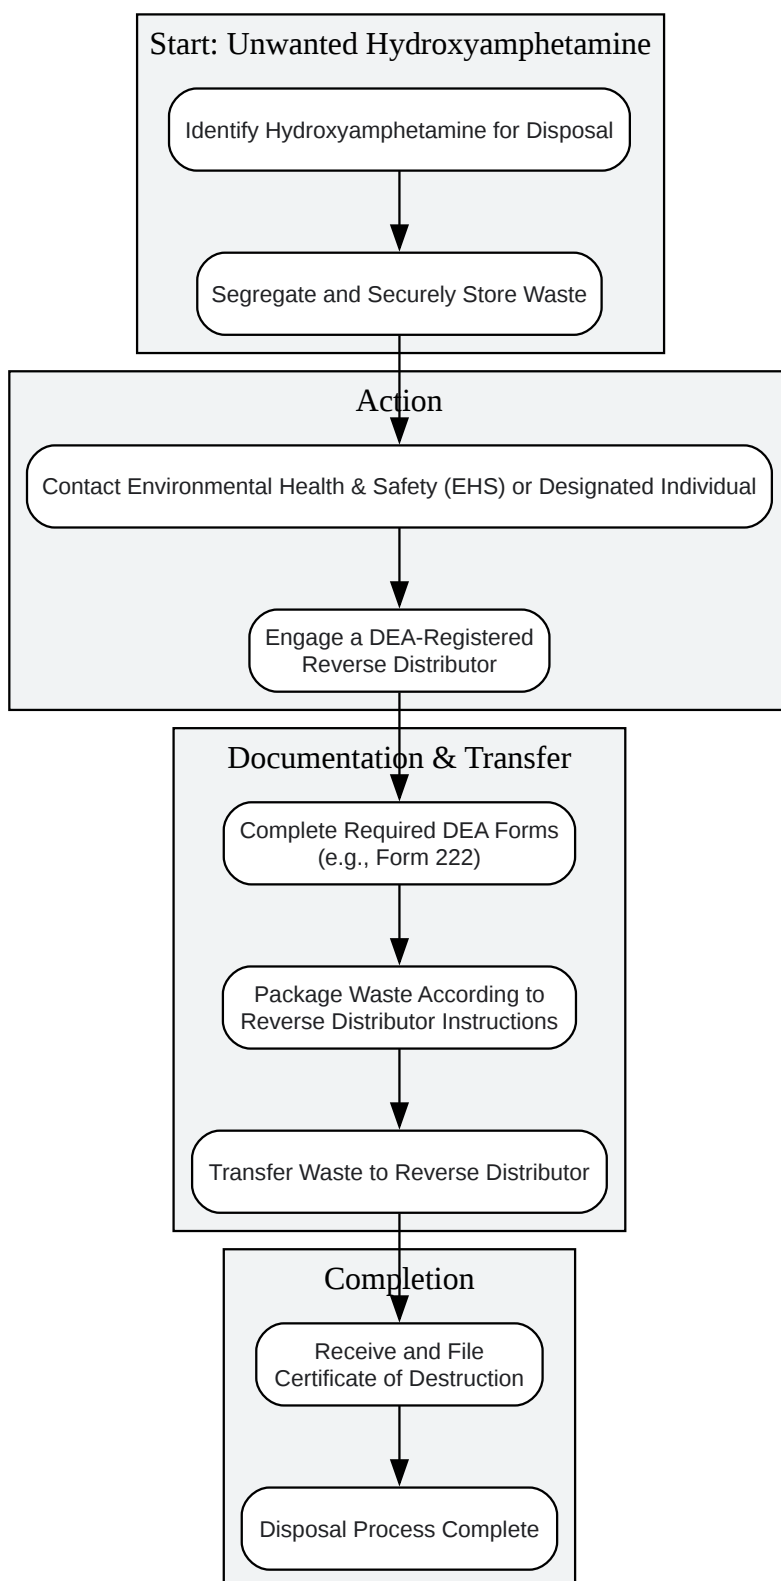 Start: Unwanted Hydroxyamphetamine
Identify Hydroxyamphetamine for Disposal
Segregate and Securely Store Waste
Action
Contact Environmental Health & Safety (EHS) or Designated Individual
Engage a DEA-Registered
Reverse Distributor
Documentation & Transfer
Complete Required DEA Forms
(e.g., Form 222)
Package Waste According to
Reverse Distributor Instructions
Transfer Waste to Reverse Distributor
Completion
Receive and File
Certificate of Destruction
Disposal Process Complete